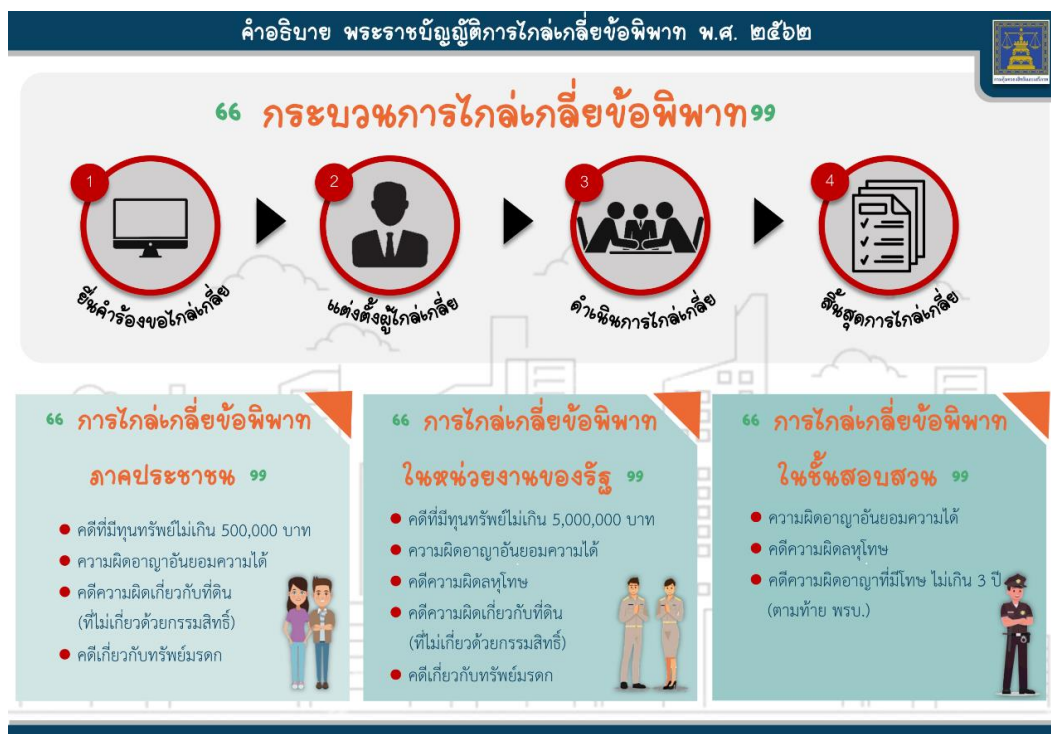 คำอธิบาย พระราชบัญญัติการไกล่เกลี่ยข้อพิพาท พ.ศ. ๒๕๖๒
“ กระบวนการไกล่เกลี่ยข้อพิพาท ”
1
2
3
4
ยื่นคำร้องขอไกล่เกลี่ย
แต่งตั้งผู้ไกล่เกลี่ย
ดำเนินการไกล่เกลี่ย
สิ้นสุดการไกล่เกลี่ย
“ การไกล่เกลี่ยข้อพิพาท
ภาคประชาชน ”
● คดีที่มีทุนทรัพย์ไม่เกิน 500,000 บาท
● ความผิดอาญาอันยอมความได้
● คดีความผิดเกี่ยวกับที่ดิน
(ที่ไม่เกี่ยวด้วยกรรมสิทธิ์)
● คดีเกี่ยวกับทรัพย์มรดก
“ การไกล่เกลี่ยข้อพิพาท
ในหน่วยงานของรัฐ ”
● คดีที่มีทุนทรัพย์ไม่เกิน 5,000,000 บาท
● ความผิดอาญาอันยอมความได้
● คดีความผิดลหุโทษ
● คดีความผิดเกี่ยวกับที่ดิน
(ที่ไม่เกี่ยวด้วยกรรมสิทธิ์)
● คดีเกี่ยวกับทรัพย์มรดก
“ การไกล่เกลี่ยข้อพิพาท
ในชั้นสอบสวน ”
● ความผิดอาญาอันยอมความได้
● คดีความผิดลหุโทษ
● คดีความผิดอาญาที่มีโทษ ไม่เกิน 3 ปี
(ตามท้าย พรบ.)